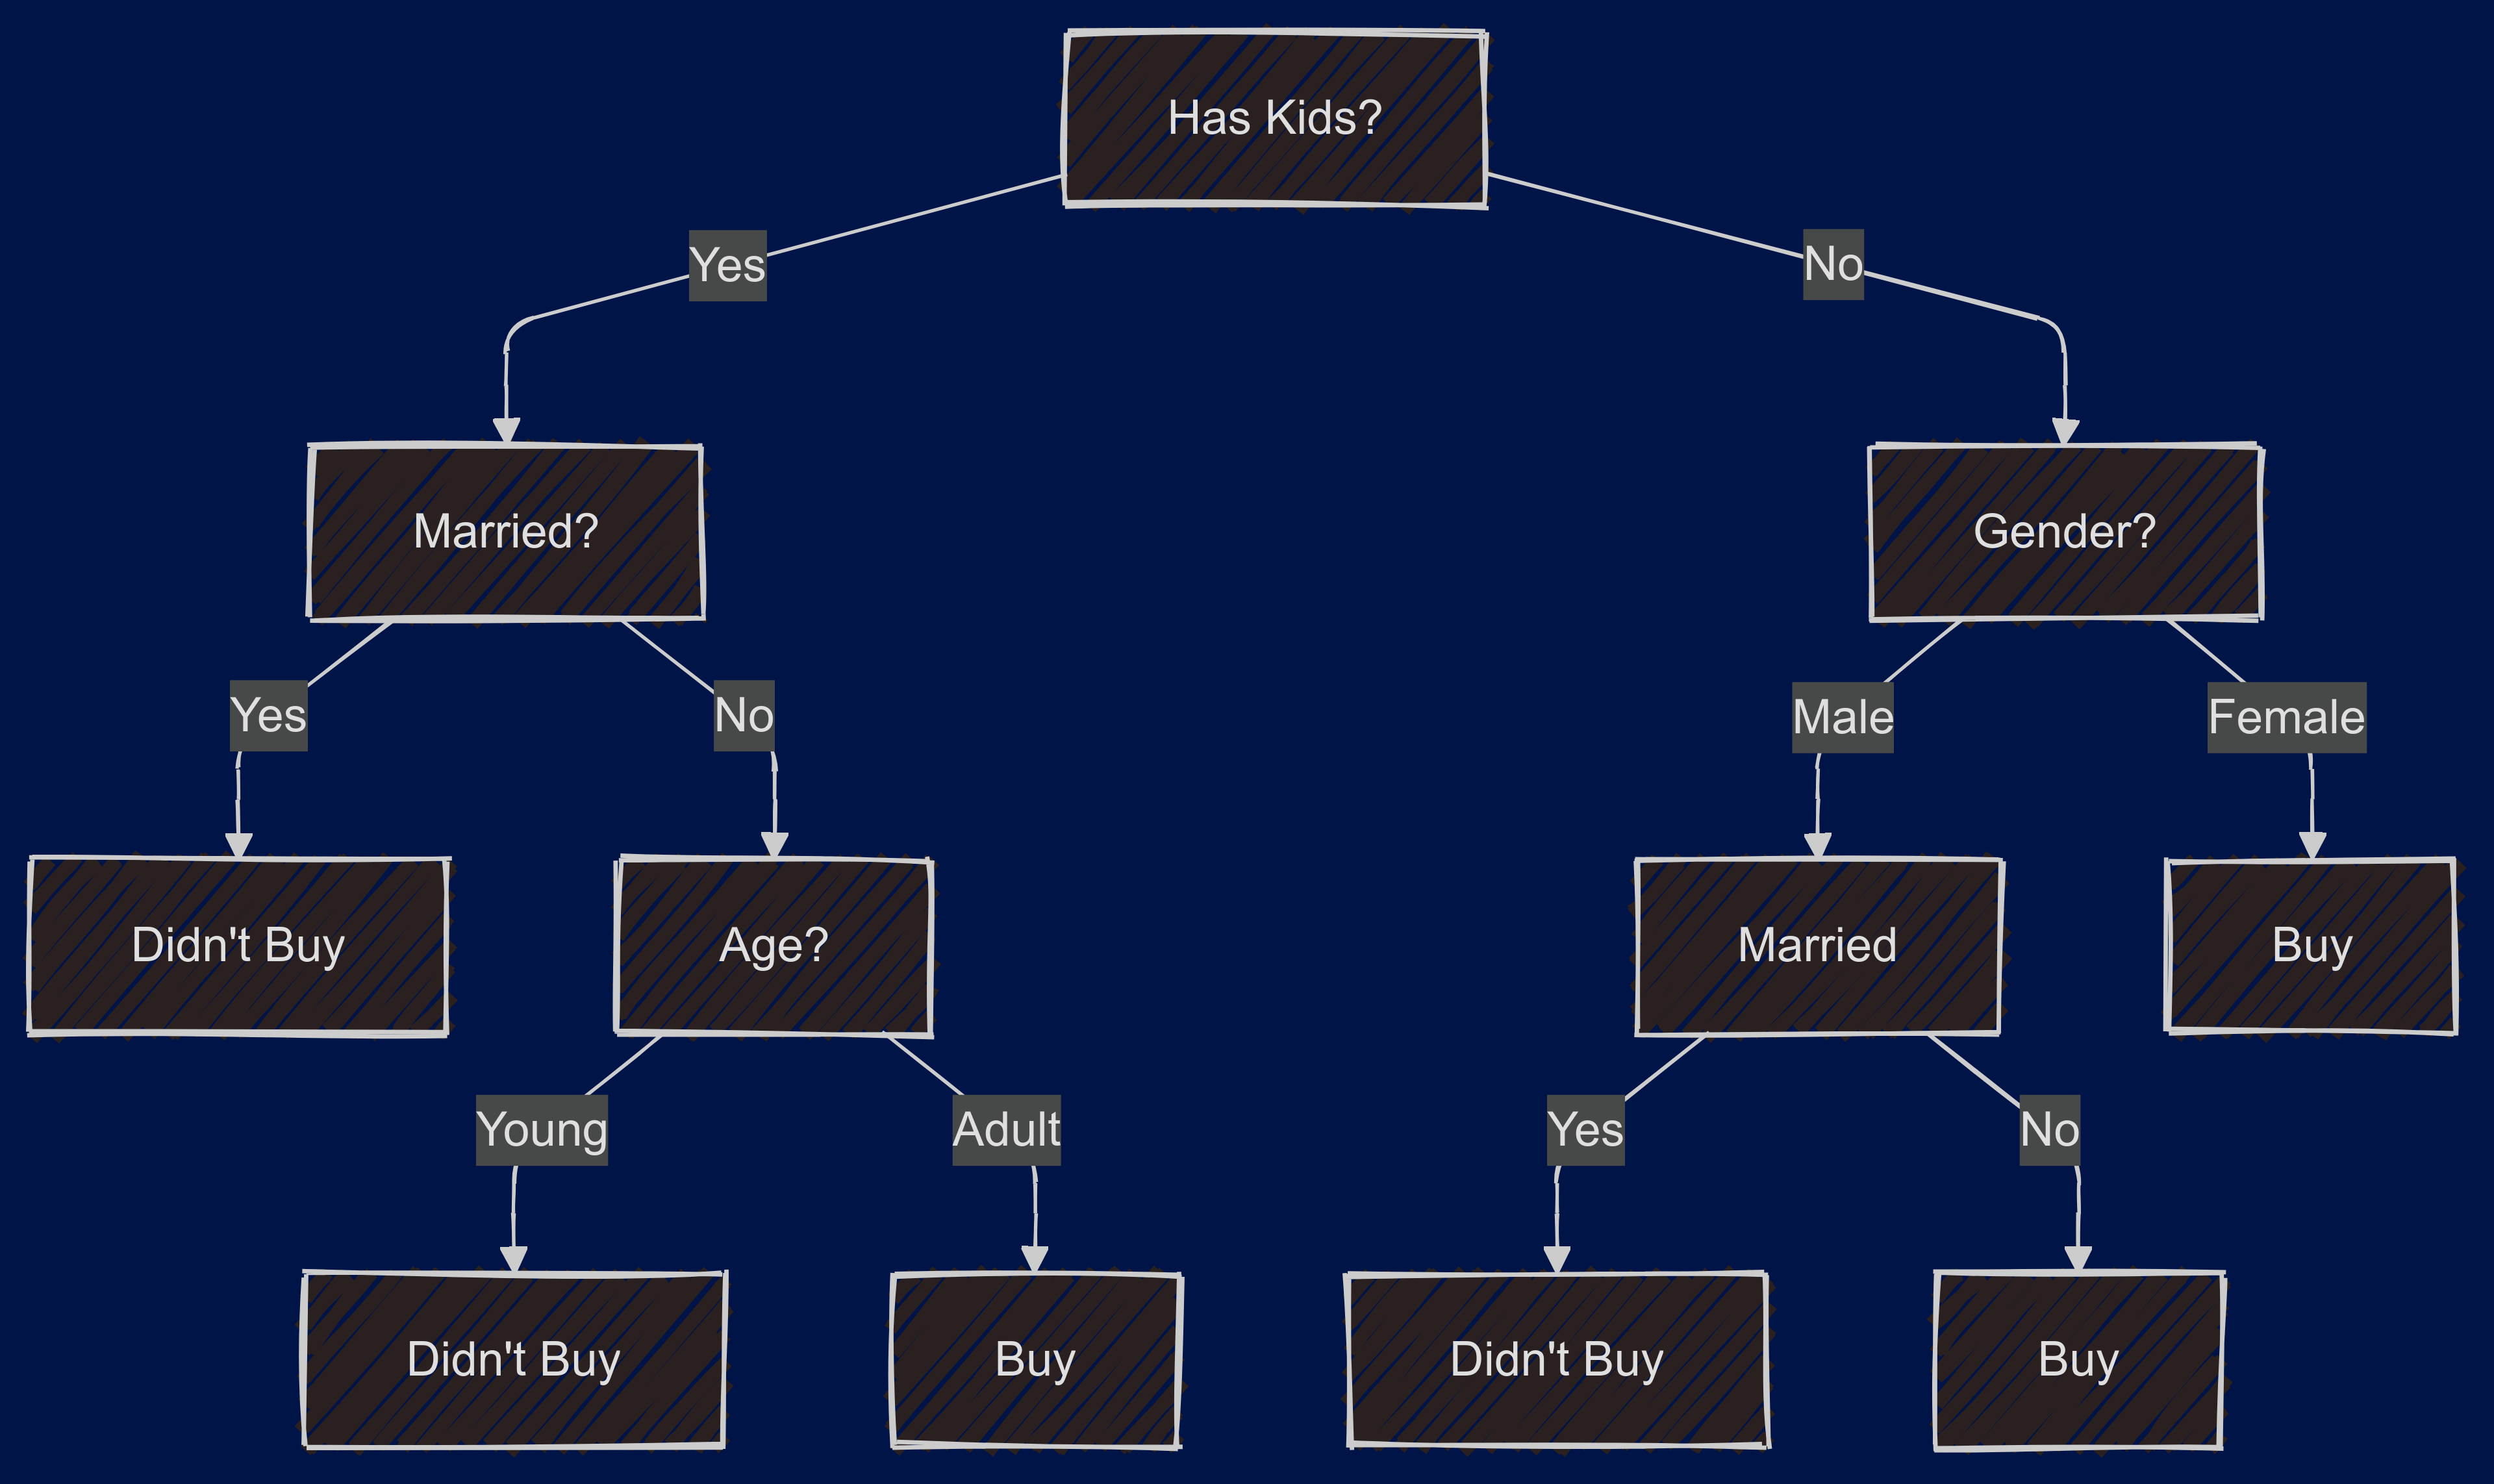 Has Kids?
Yes
No
Married?
Gender?
Yes
No
Male
Female
Didn't Buy
Age?
Married
Buy
Young
Adult
Yes
No
Didn't Buy
Buy
Didn't Buy
Buy